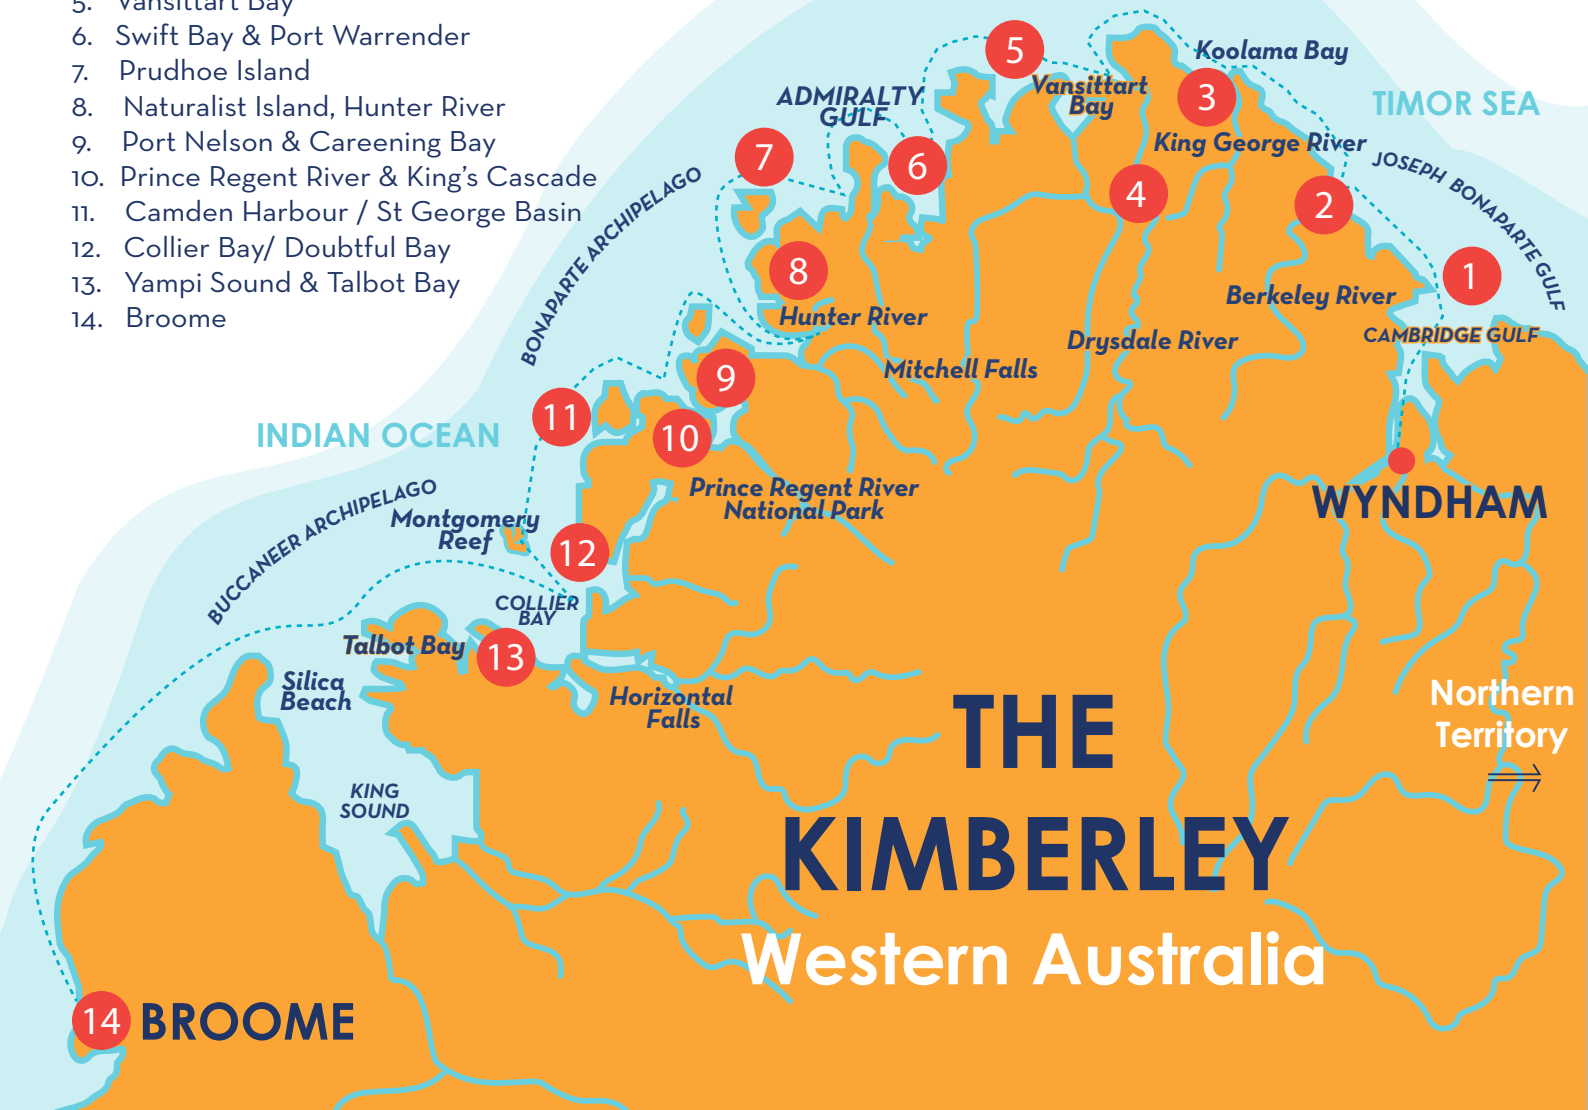 5. Vansittart Bay
6. Swift Bay & Port Warrender
7. Prudhoe Island
8. Naturalist Island, Hunter River
9. Port Nelson & Careening Bay
10. Prince Regent River & King's Cascade
11. Camden Harbour / St George Basin
12. Collier Bay/ Doubtful Bay
13. Yampi Sound & Talbot Bay
14. Broome
5
Koolama Bay
Vansittart
Bay
3
ADMIRALTY
GULF
TIMOR SEA
King George River
7
6
JOSEPH BONAPARTE GULF
4
2
BONAPARTE ARCHIPELAGO
8
1
Berkeley River
Hunter River
CAMBRIDGE GULF
Drysdale River
Mitchell Falls
9
11
10
INDIAN OCEAN
Prince Regent River
National Park
WYNDHAM
BUCCANEER ARCHIPELAGO
Montgomery
Reef
12
COLLIER
BAY
Talbot Bay
13
Silica
Beach
Horizontal
Falls
Northern
Territory
THE
KIMBERLEY
Western Australia
KING
SOUND
14
BROOME